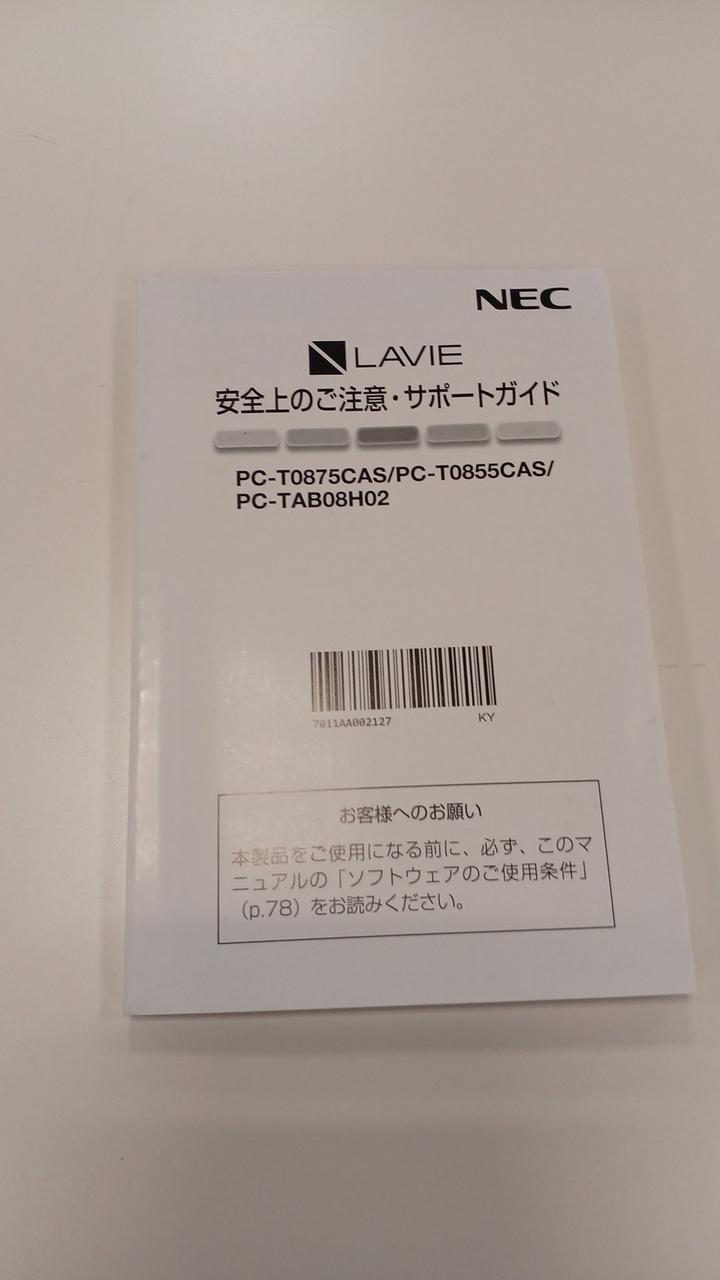 NEC
LAVIE
安全上のご注意・サポートガイド
PC-T0875CAS/PC-T0855CAS/
PC-TAB08H02
7011AA002127
KY
お客様へのお願い
本製品をご使用になる前に、必ず、このマ
ニュアルの「ソフトウェアのご使用条件」
（p.78）をお読みください。